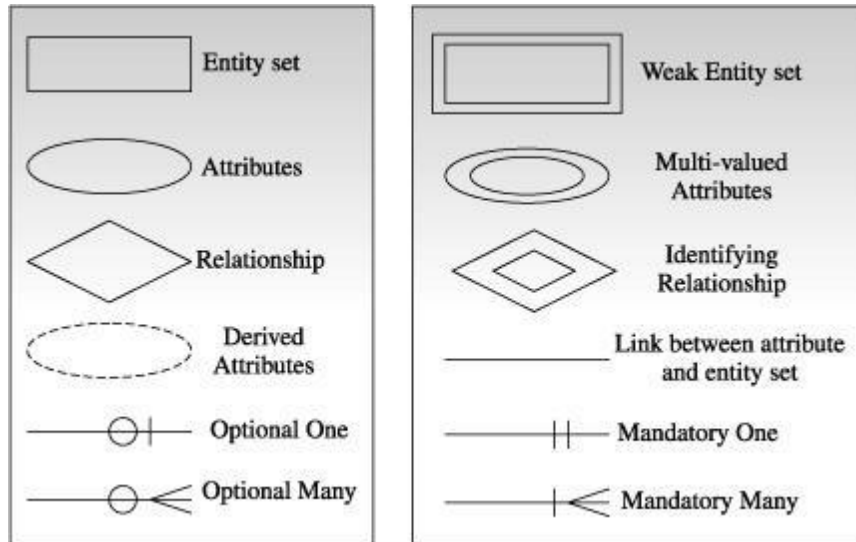 Entity set
Attributes
Relationship
Derived
Attributes
Optional One
Optional Many
Weak Entity set
Multi-valued
Attributes
Identifying
Relationship
Link between attribute
and entity set
Mandatory One
Mandatory Many